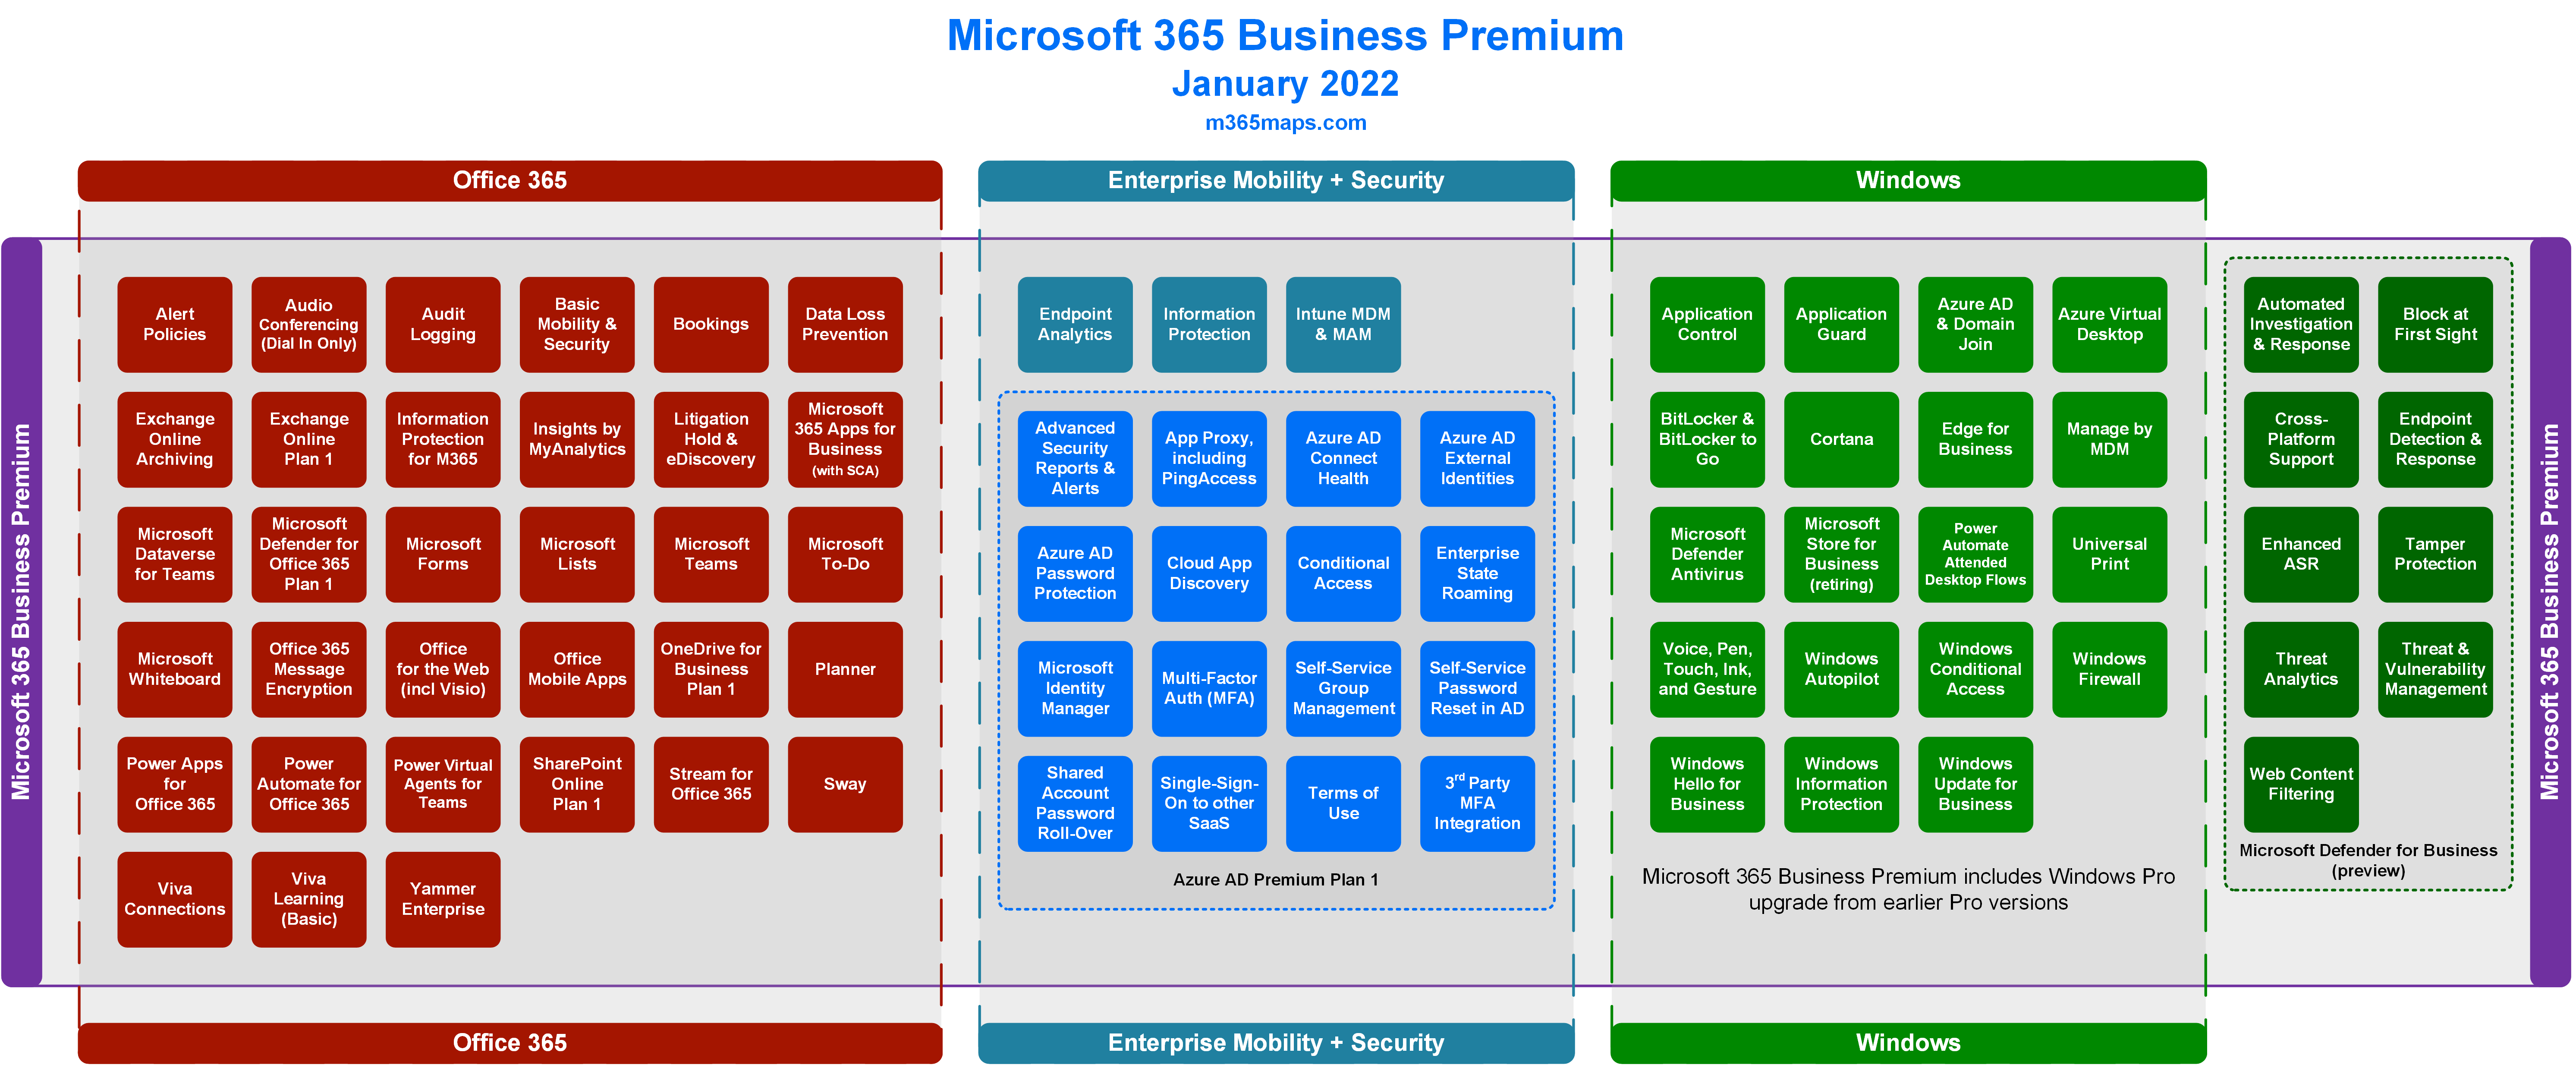 Microsoft 365 Business Premium
January 2022
m365maps.com
Microsoft 365 Business Premium
Office 365
Alert
Policies
Audio
Conferencing
(Dial In Only)
Audit
Logging
Basic
Mobility &
Security
Bookings
Data Loss
Prevention
Exchange
Online
Archiving
Exchange
Online
Plan 1
Information
Protection
for M365
Insights by
MyAnalytics
Litigation
Hold &
eDiscovery
Microsoft
365 Apps for
Business
(with SCA)
Microsoft
Dataverse
for Teams
Microsoft
Defender for
Office 365
Plan 1
Microsoft
Forms
Microsoft
Lists
Microsoft
Teams
Microsoft
To-Do
Microsoft
Whiteboard
Office 365
Message
Encryption
Office
for the Web
(incl Visio)
Office
Mobile Apps
OneDrive for
Business
Plan 1
Planner
Power Apps
for
Office 365
Power
Automate for
Office 365
Power Virtual
Agents for
Teams
SharePoint
Online
Plan 1
Stream for
Office 365
Sway
Viva
Connections
Viva
Learning
(Basic)
Yammer
Enterprise
Office 365
Enterprise Mobility + Security
Endpoint
Analytics
Information
Protection
Intune MDM
& MAM
Advanced
Security
Reports &
Alerts
App Proxy,
including
PingAccess
Azure AD
Connect
Health
Azure AD
External
Identities
Azure AD
Password
Protection
Cloud App
Discovery
Conditional
Access
Enterprise
State
Roaming
Microsoft
Identity
Manager
Multi-Factor
Auth (MFA)
Self-Service
Group
Management
Self-Service
Password
Reset in AD
Shared
Account
Password
Roll-Over
Single-Sign-
On to other
SaaS
Terms of
Use
3rd Party
MFA
Integration
Azure AD Premium Plan 1
Enterprise Mobility + Security
Windows
Application
Control
Application
Guard
Azure AD
& Domain
Join
Azure Virtual
Desktop
BitLocker &
BitLocker to
Go
Cortana
Edge for
Business
Manage by
MDM
Microsoft
Defender
Antivirus
Microsoft
Store for
Business
(retiring)
Power
Automate
Attended
Desktop Flows
Universal
Print
Voice, Pen,
Touch, Ink,
and Gesture
Windows
Autopilot
Windows
Conditional
Access
Windows
Firewall
Windows
Hello for
Business
Windows
Information
Protection
Windows
Update for
Business
Microsoft 365 Business Premium includes Windows Pro
upgrade from earlier Pro versions
Windows
Automated
Investigation
& Response
Block at
First Sight
Cross-
Platform
Support
Endpoint
Detection &
Response
Enhanced
ASR
Tamper
Protection
Threat
Analytics
Threat &
Vulnerability
Management
Web Content
Filtering
Microsoft Defender for Business
(preview)
Microsoft 365 Business Premium